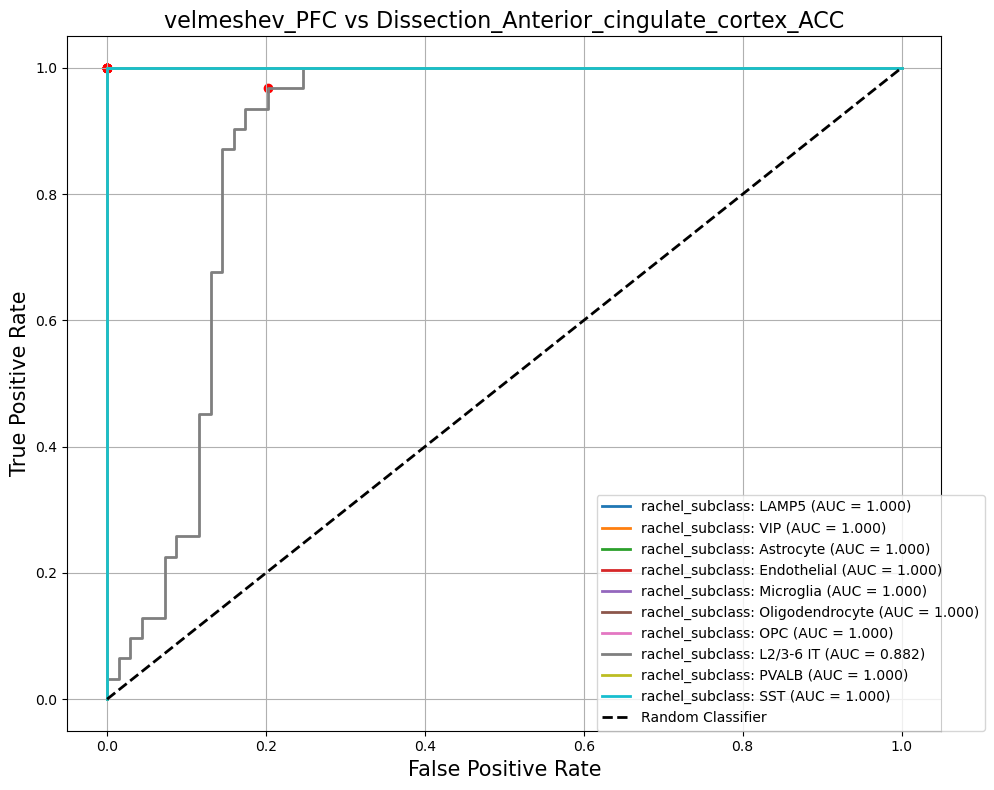 velmeshev_PFC vs Dissection_Anterior_cingulate_cortex_ACC
True Positive Rate
1.0
0.8
0.6
0.4
0.2
0.0
0.0
0.2
0.4
0.6
0.8
1.0
False Positive Rate
rachel_subclass: LAMP5 (AUC = 1.000)
rachel_subclass: VIP (AUC = 1.000)
rachel_subclass: Astrocyte (AUC = 1.000)
rachel_subclass: Endothelial (AUC = 1.000)
rachel_subclass: Microglia (AUC = 1.000)
rachel_subclass: Oligodendrocyte (AUC = 1.000)
rachel_subclass: OPC (AUC = 1.000)
rachel_subclass: L2/3-6 IT (AUC = 0.882)
rachel_subclass: PVALB (AUC = 1.000)
rachel_subclass: SST (AUC = 1.000)
Random Classifier